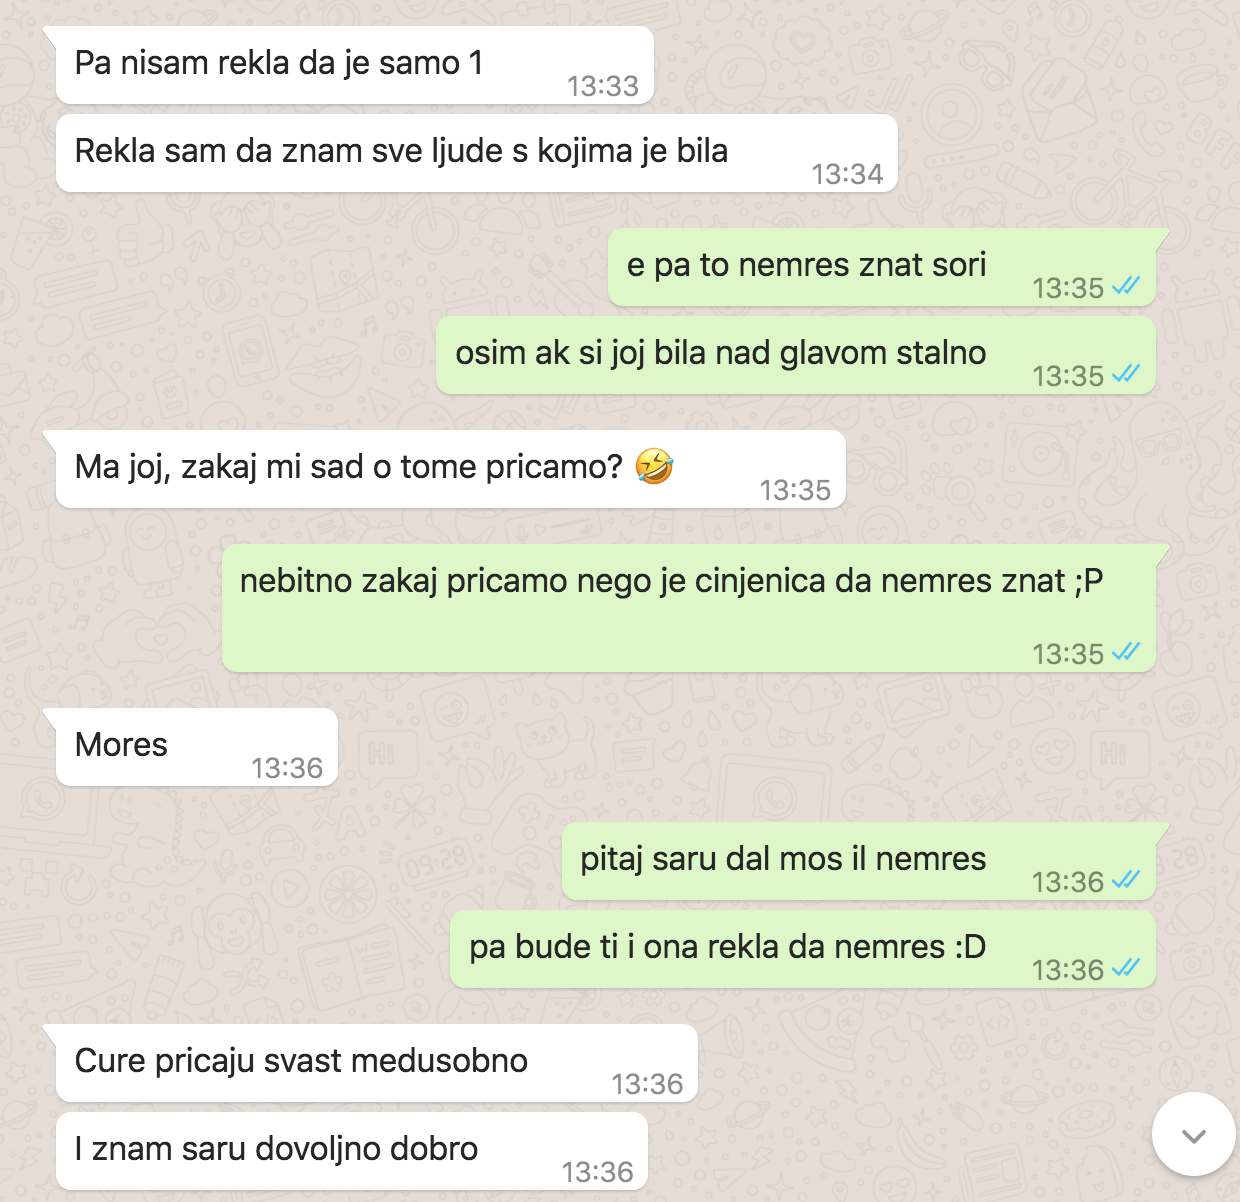 Pa nisam rekla da je samo 1
13:33
Rekla sam da znam sve ljude s kojima je bila
13:34
e pa to nemres znat sori
13:35
osim ak si joj bila nad glavom stalno
13:35
Ma joj, zakaj mi sad o tome pricamo? 🤣
13:35
nebitno zakaj pricamo nego je cinjenica da nemres znat ;P
13:35
Mores
13:36
pitaj saru dal mos il nemres
13:36
pa bude ti i ona rekla da nemres :D
13:36
Cure pricaju svast medusobno
13:36
I znam saru dovoljno dobro
13:36